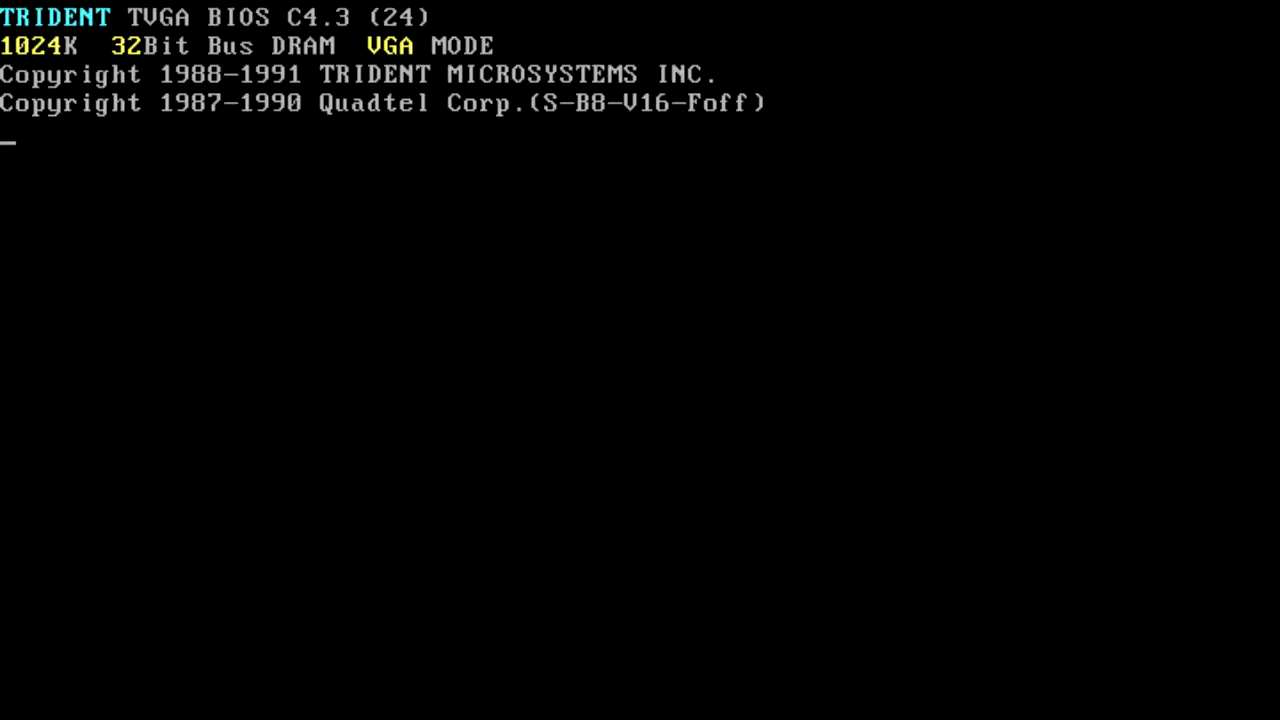 TRIDENT TVGA BIOS C4.3 (24)
1024K  32Bit Bus DRAM  VGA MODE
Copyright 1988-1991 TRIDENT MICROSYSTEMS INC.
Copyright 1987-1990 Quadtel Corp.(S-B8-V16-Foff)
_